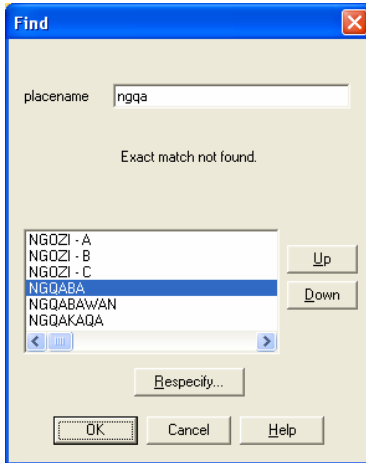 Find
placename ngqa
Exact match not found.
NGOZI - A
NGOZI - B
NGOZI - C
NGQABA
NGQABAWAN
NGQAKAQA
Up
Down
Respecify...
OK Cancel Help